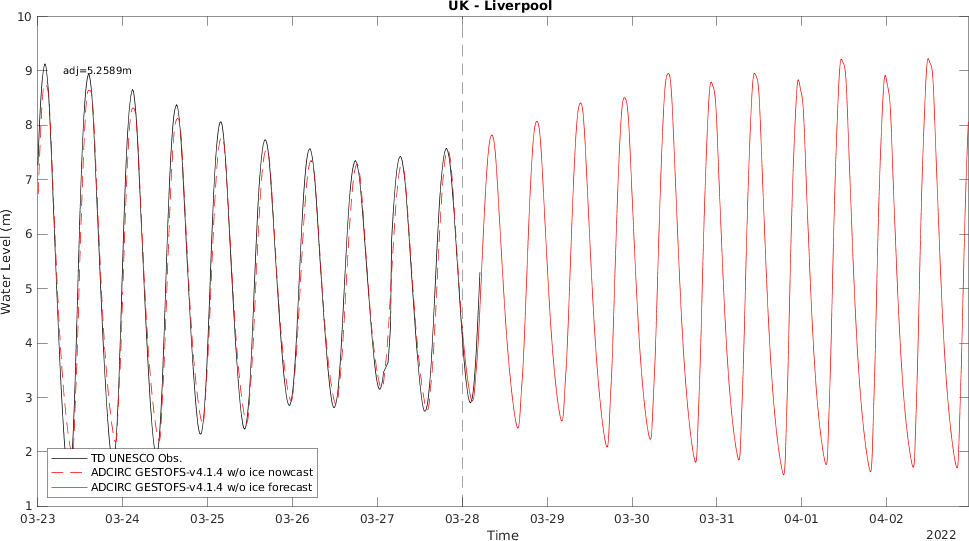 UK - Liverpool
adj=5.2589m
10
9
8
7
6
5
4
3
2
1
Water Level (m)
TD UNESCO Obs.
ADCIRC GESTOFS-v4.1.4 w/o ice nowcast
ADCIRC GESTOFS-v4.1.4 w/o ice forecast
03-23 03-24 03-25 03-26 03-27 03-28 03-29 03-30 03-31 04-01 04-02
Time
2022